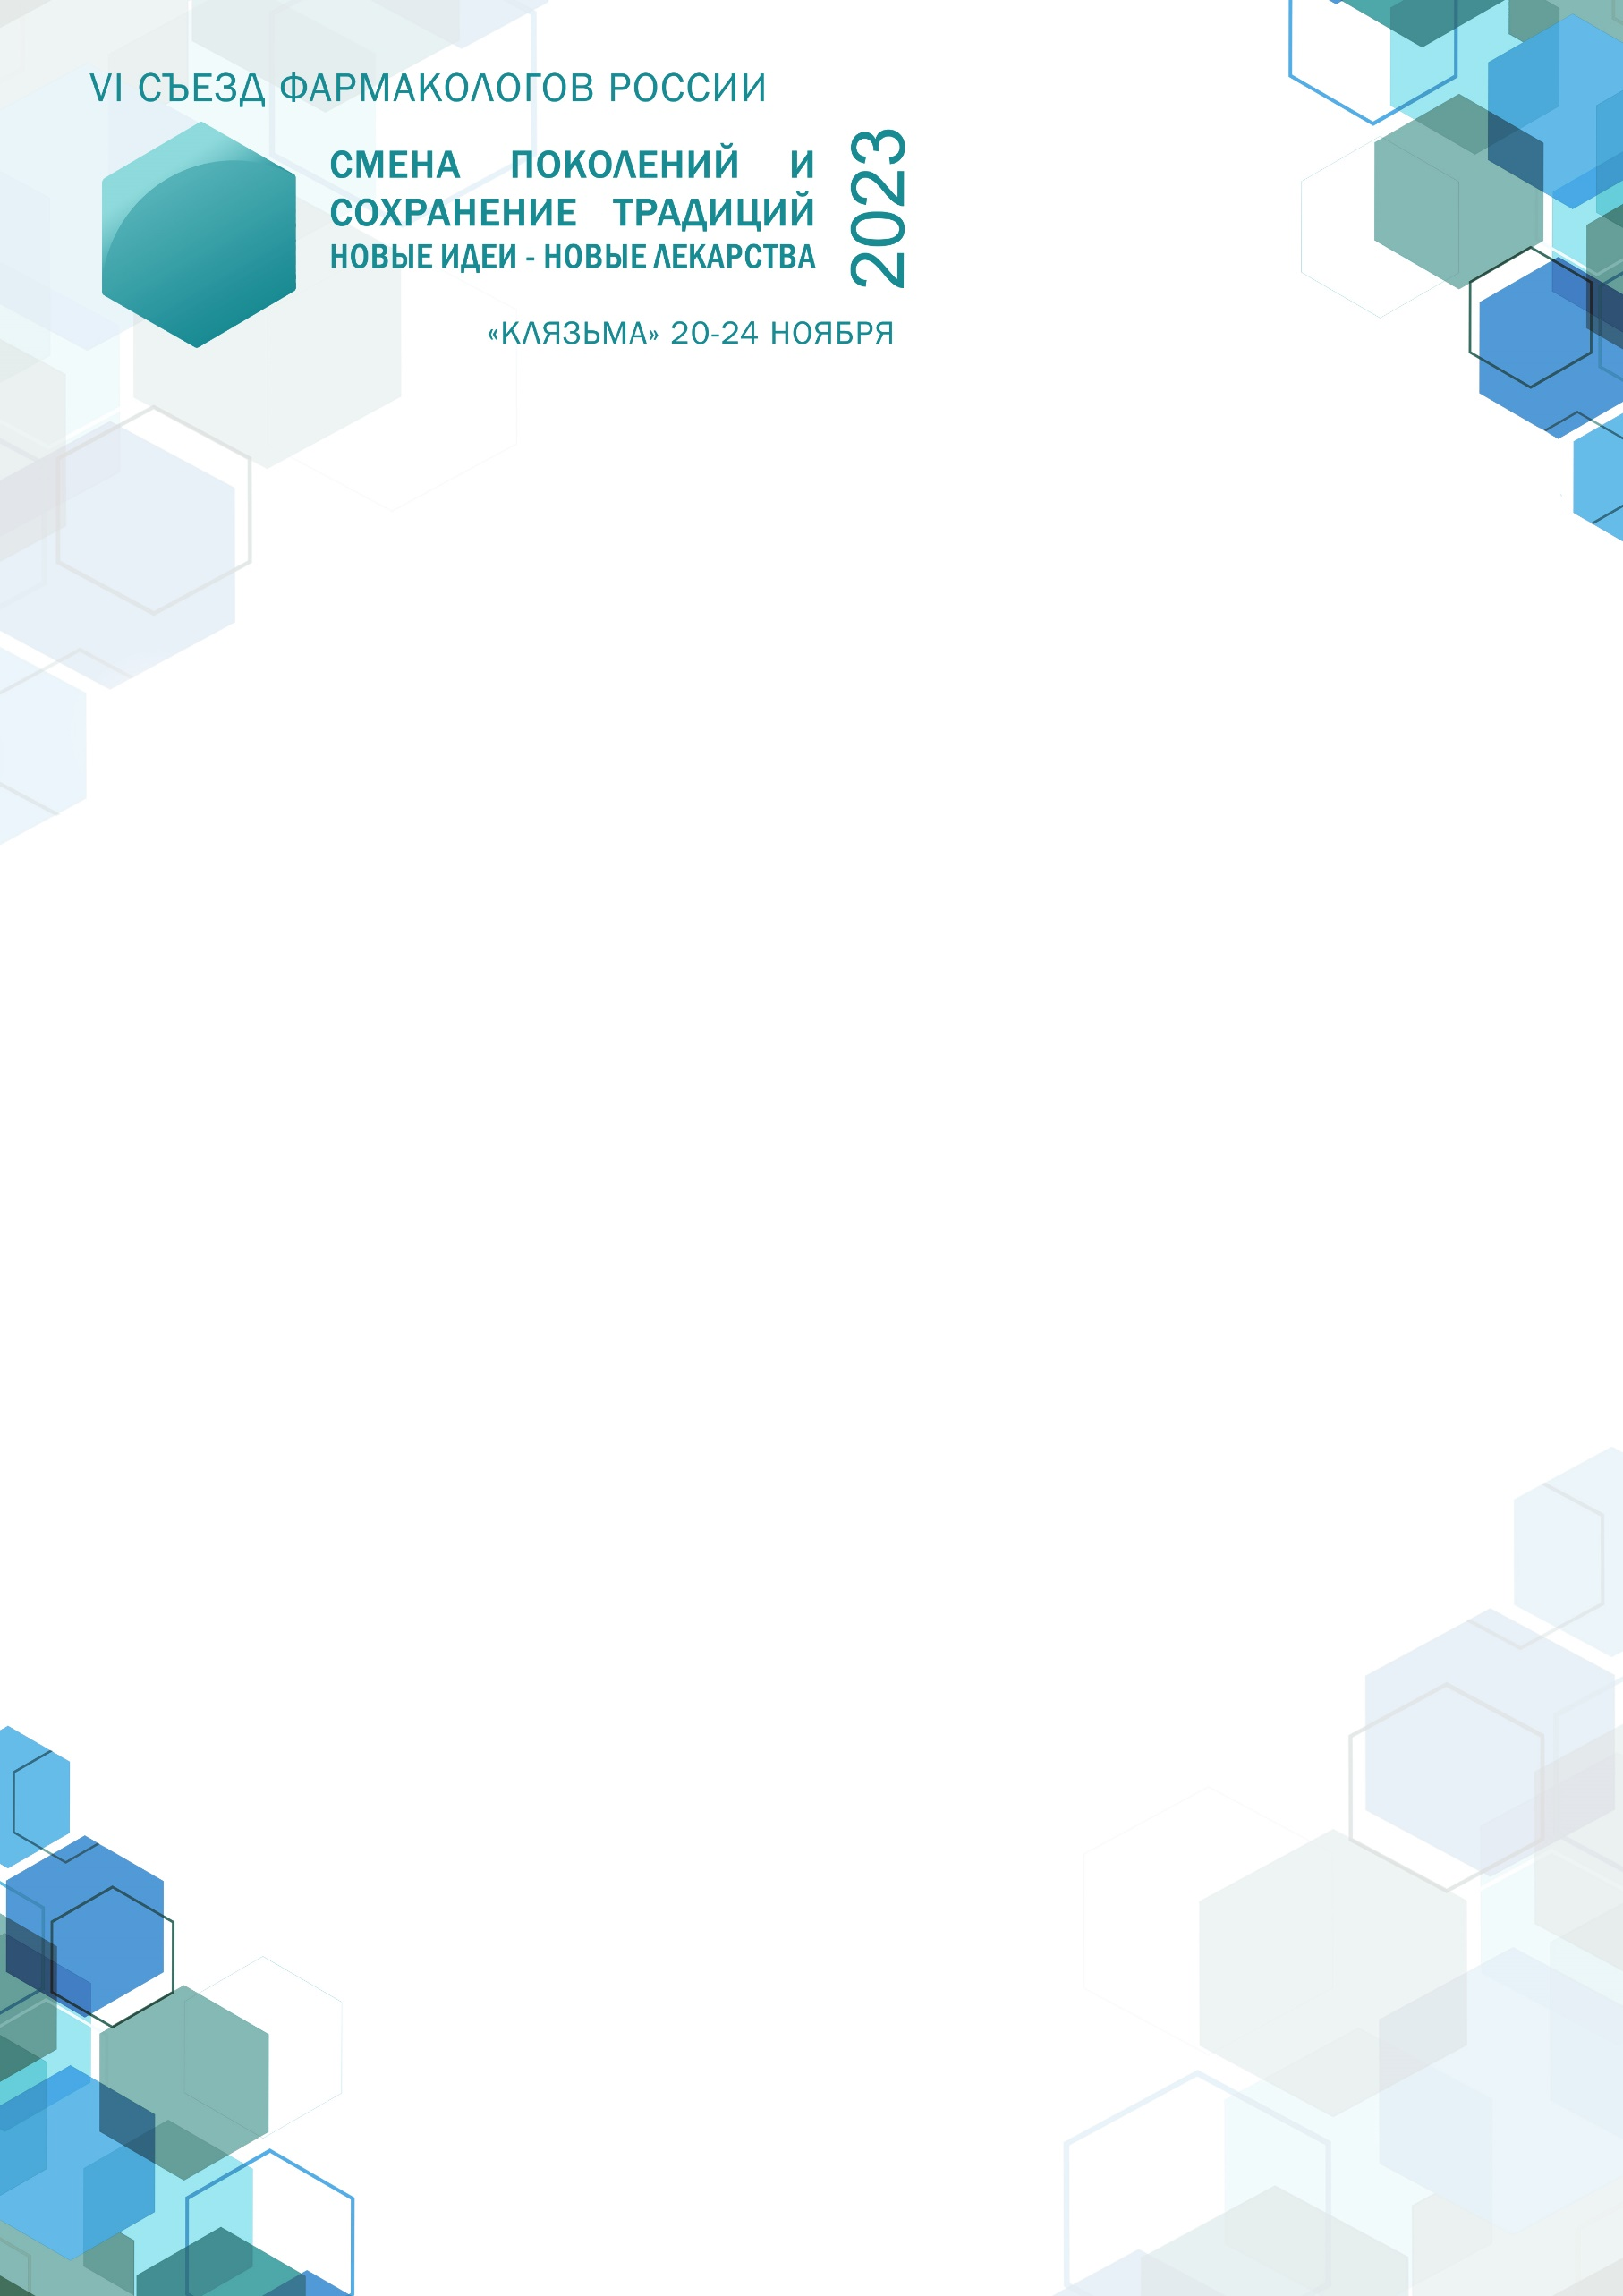 VI СЪЕЗД ФАРМАКОЛОГОВ РОССИИ
СМЕНА ПОКОЛЕНИЙ И
СОХРАНЕНИЕ ТРАДИЦИЙ
НОВЫЕ ИДЕИ - НОВЫЕ ЛЕКАРСТВА
2023
«КЛЯЗЬМА» 20-24 НОЯБРЯ